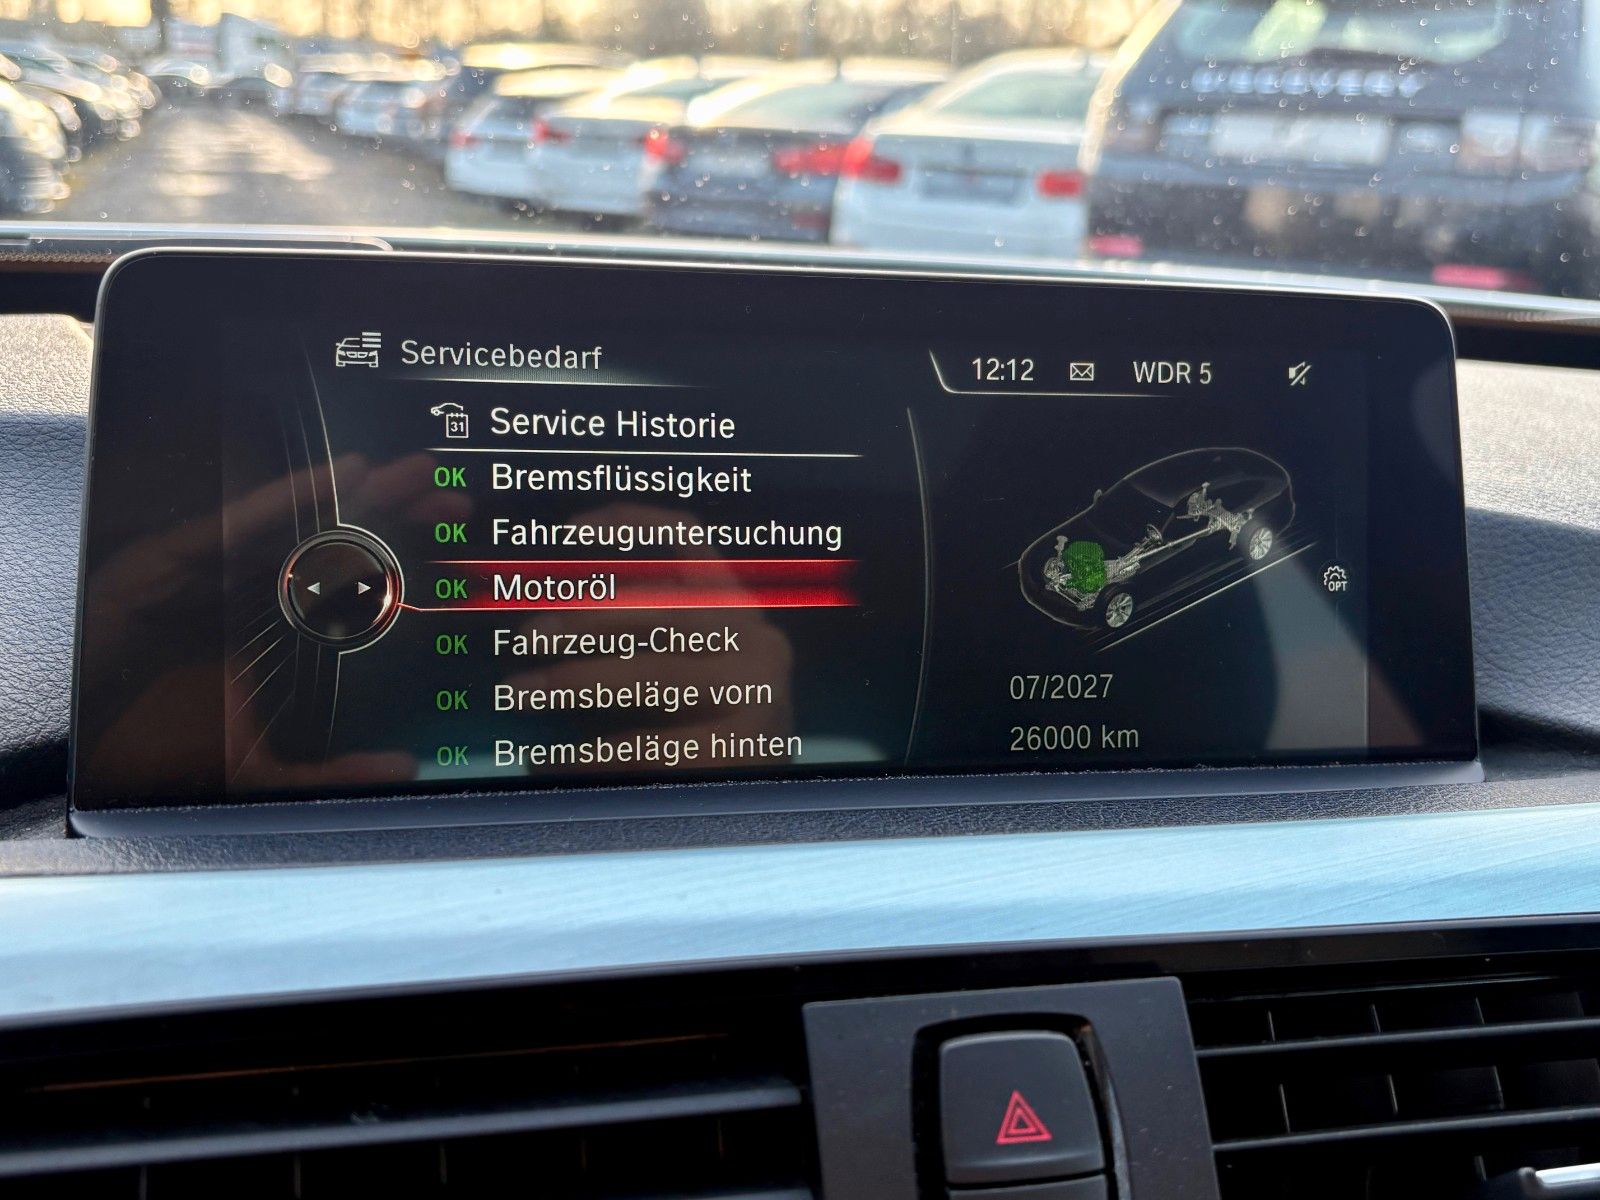 Servicebedarf
12:12 WDR 5
31 Service Historie
OK Bremsflüssigkeit
OK Fahrzeuguntersuchung
OK Motoröl
OK Fahrzeug-Check
OK Bremsbeläge vorn
OK Bremsbeläge hinten
OPT
07/2027
26000 km